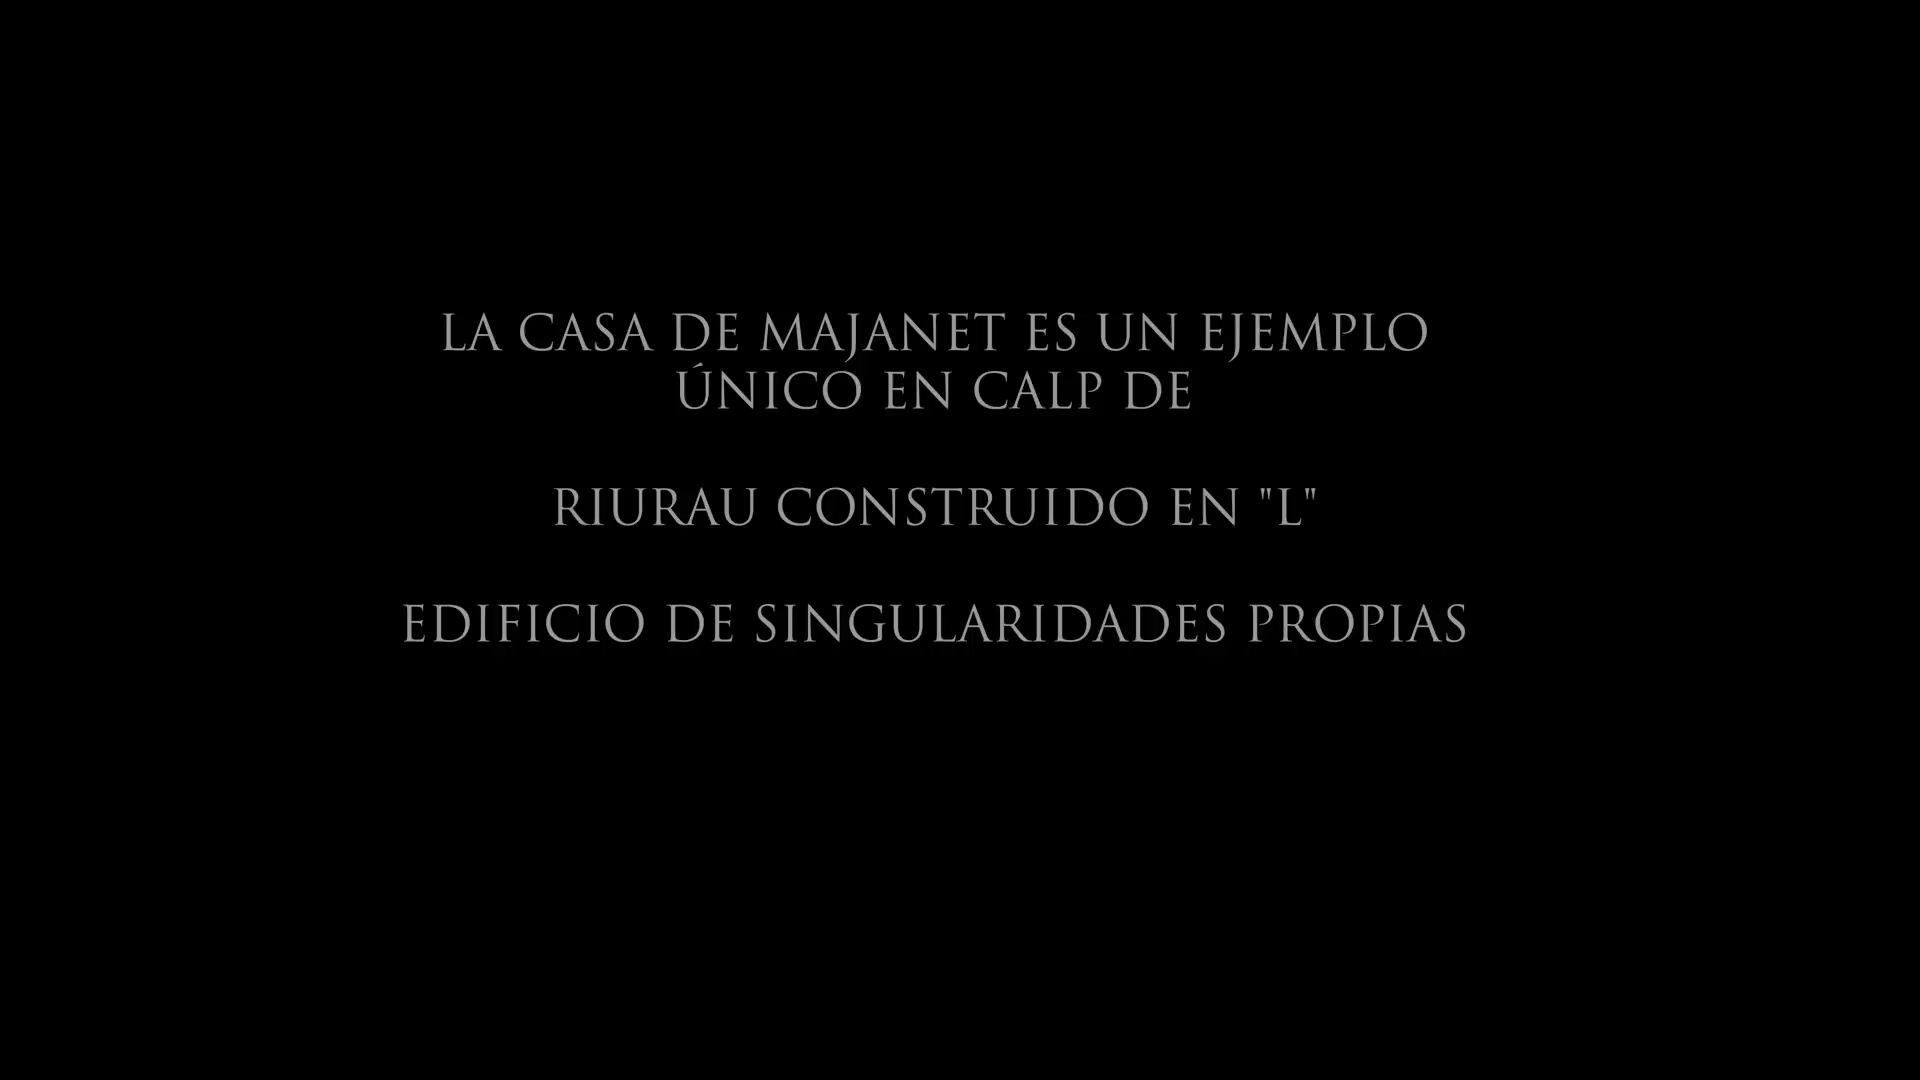 LA CASA DE MAJANET ES UN EJEMPLO
ÚNICO EN CALP DE
RIURAU CONSTRUIDO EN "L"
EDIFICIO DE SINGULARIDADES PROPIAS